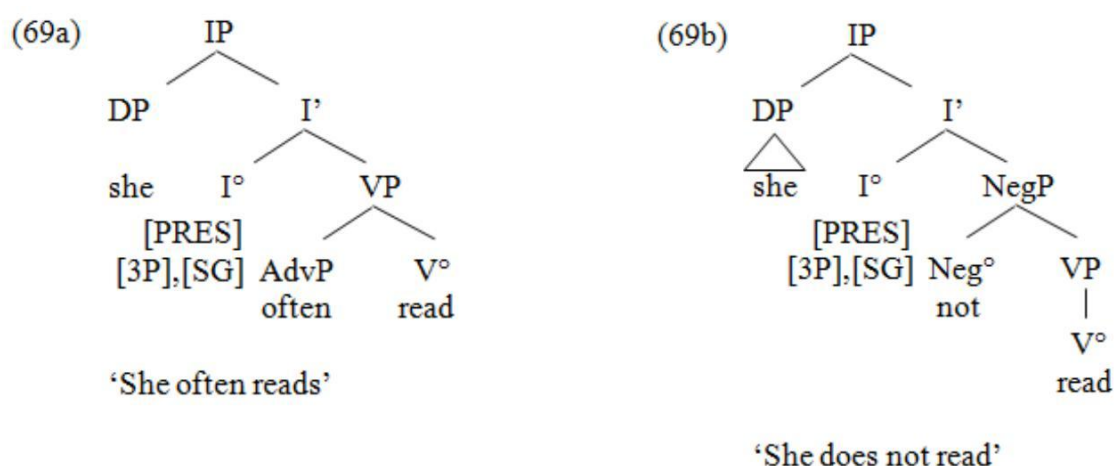 (69a) IP (69b) IP
DP I’ DP I’
she I° VP she I° NegP
[PRES] [PRES]
[3P],[SG] AdvP V° [3P],[SG] Neg° VP
often read not
V°
‘She often reads’ read
‘She does not read’